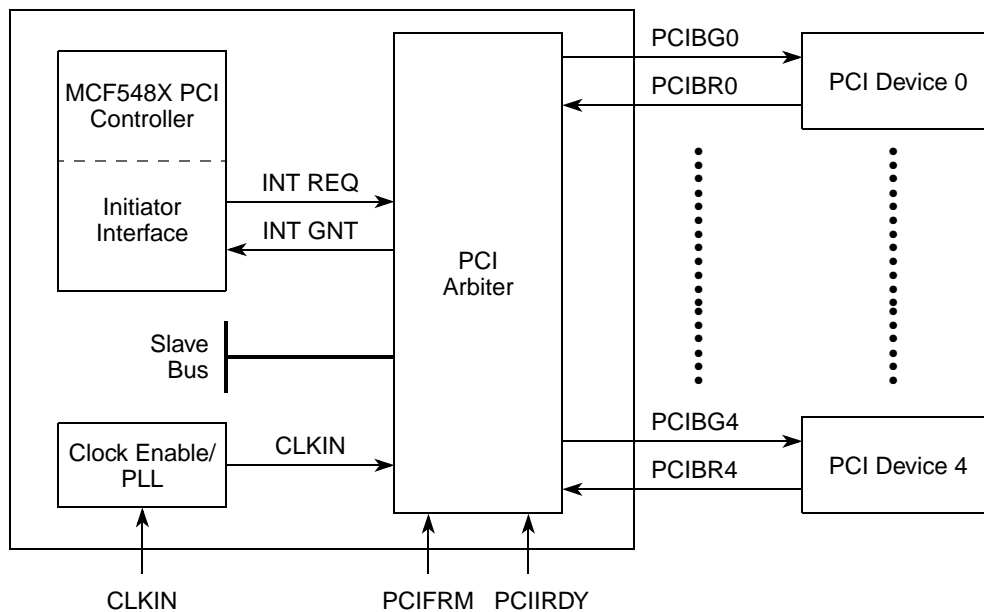 MCF548X PCI
Controller
Initiator
Interface
INT REQ
INT GNT
Slave
Bus
Clock Enable/
PLL
CLKIN
CLKIN
PCI
Arbiter
PCIFRM
PCIIRDY
PCIBG0
PCIBR0
PCI Device 0
PCIBG4
PCIBR4
PCI Device 4